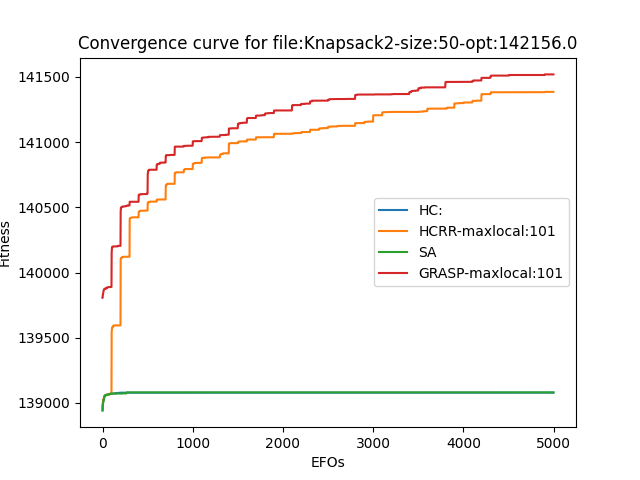 Convergence curve for file:Knapsack2-size:50-opt:142156.0
141500
141000
140500
140000
139500
139000
Fitness
HC:
HCRR-maxlocal:101
SA
GRASP-maxlocal:101
0 1000 2000 3000 4000 5000
EFOs